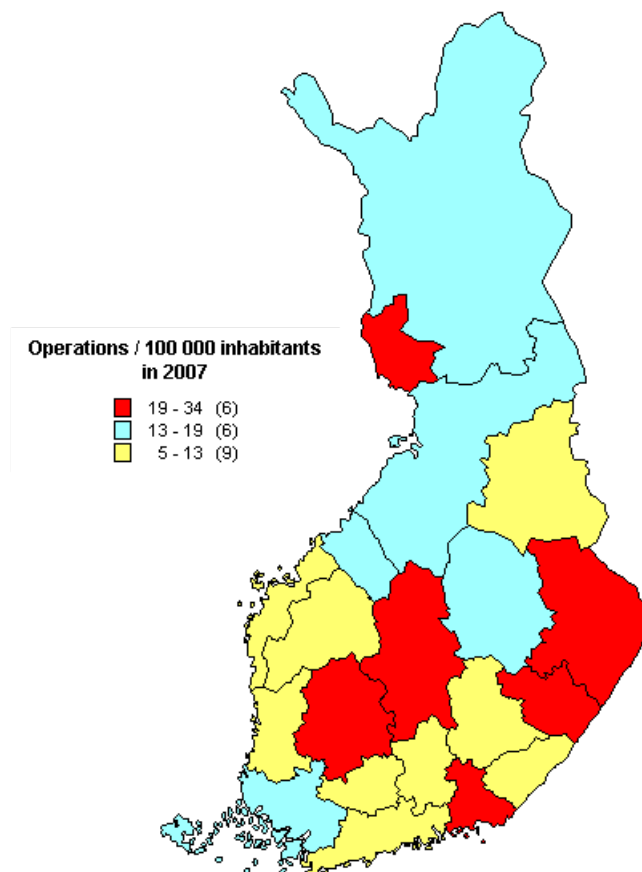 Operations / 100 000 inhabitants
in 2007
19 - 34 (6)
13 - 19 (6)
5 - 13 (9)